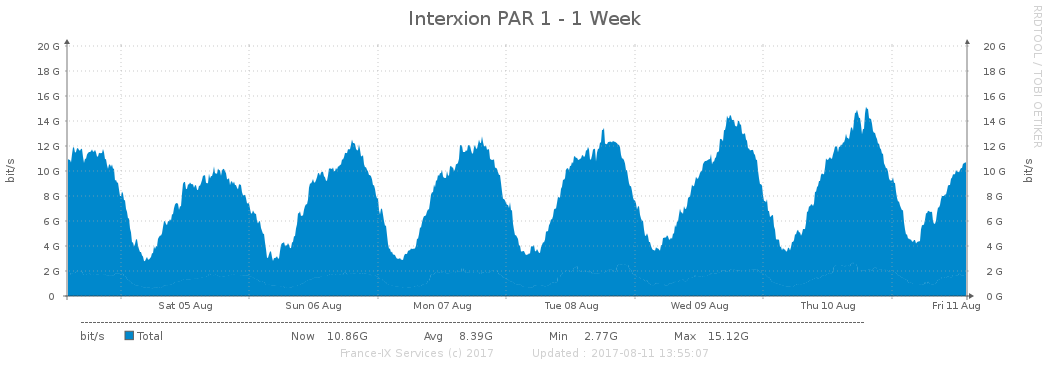 Interxion PAR 1 - 1 Week
RRDTOOL / TOBI OETIKER
bit/s
20 G 20 G
18 G 18 G
16 G 16 G
14 G 14 G
12 G 12 G
10 G 10 G
8 G 8 G
6 G 6 G
4 G 4 G
2 G 2 G
0 0 G
bit/s
Sat 05 Aug Sun 06 Aug Mon 07 Aug Tue 08 Aug Wed 09 Aug Thu 10 Aug Fri 11 Aug
bit/s Total Now 10.86G Avg 8.39G Min 2.77G Max 15.12G
France-IX Services (c) 2017 Updated : 2017-08-11 13:55:07